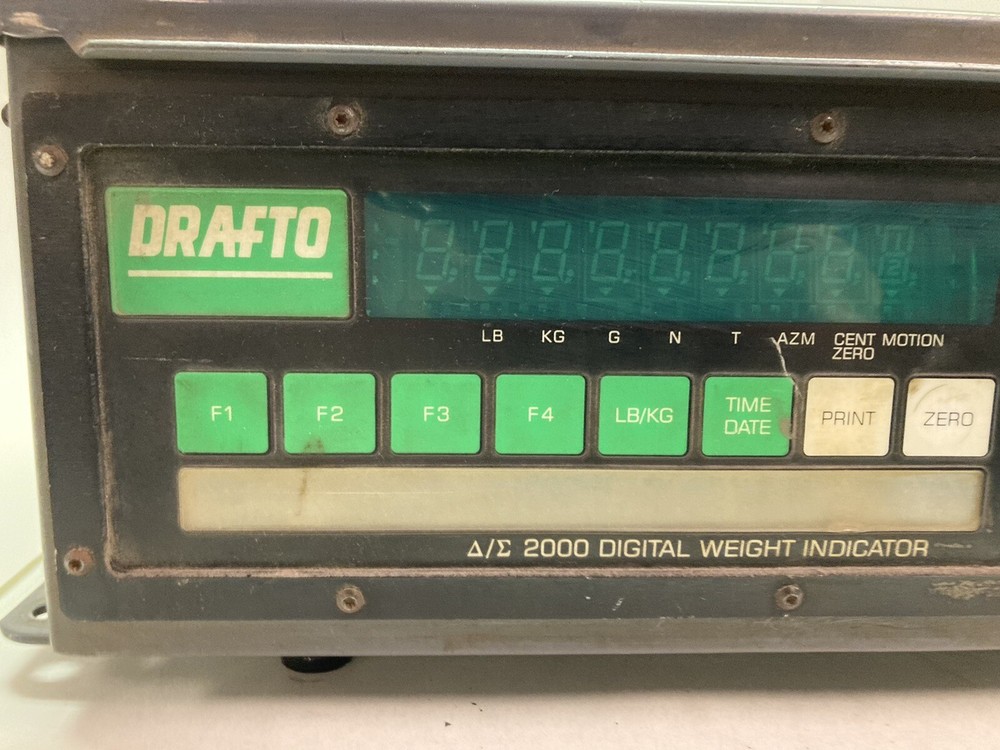 DRAFTO
LB KG G N T AZM CENT MOTION
ZERO
F1 F2 F3 F4 LB/KG TIME DATE PRINT ZERO
Δ/Σ 2000 DIGITAL WEIGHT INDICATOR